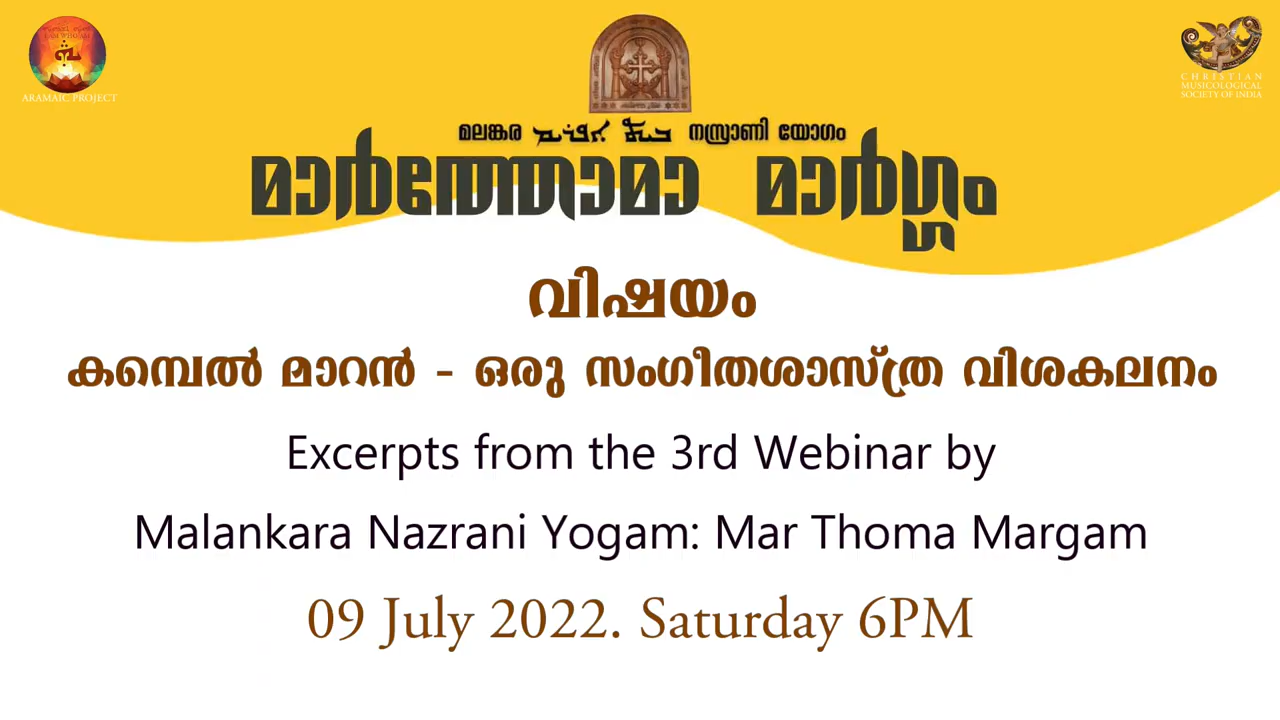 ARAMAIC PROJECT
CHRISTIAN
MUSICOLOGICAL
SOCIETY OF INDIA
മലങ്കര നസ്രാണി യോഗം
മാർത്തോമാ മാർഗ്ഗം
വിഷയം
കമ്പെൽ മാറൻ - ഒരു സംഗീതശാസ്ത്ര വിശകലനം
Excerpts from the 3rd Webinar by
Malankara Nazrani Yogam: Mar Thoma Margam
09 July 2022. Saturday 6PM